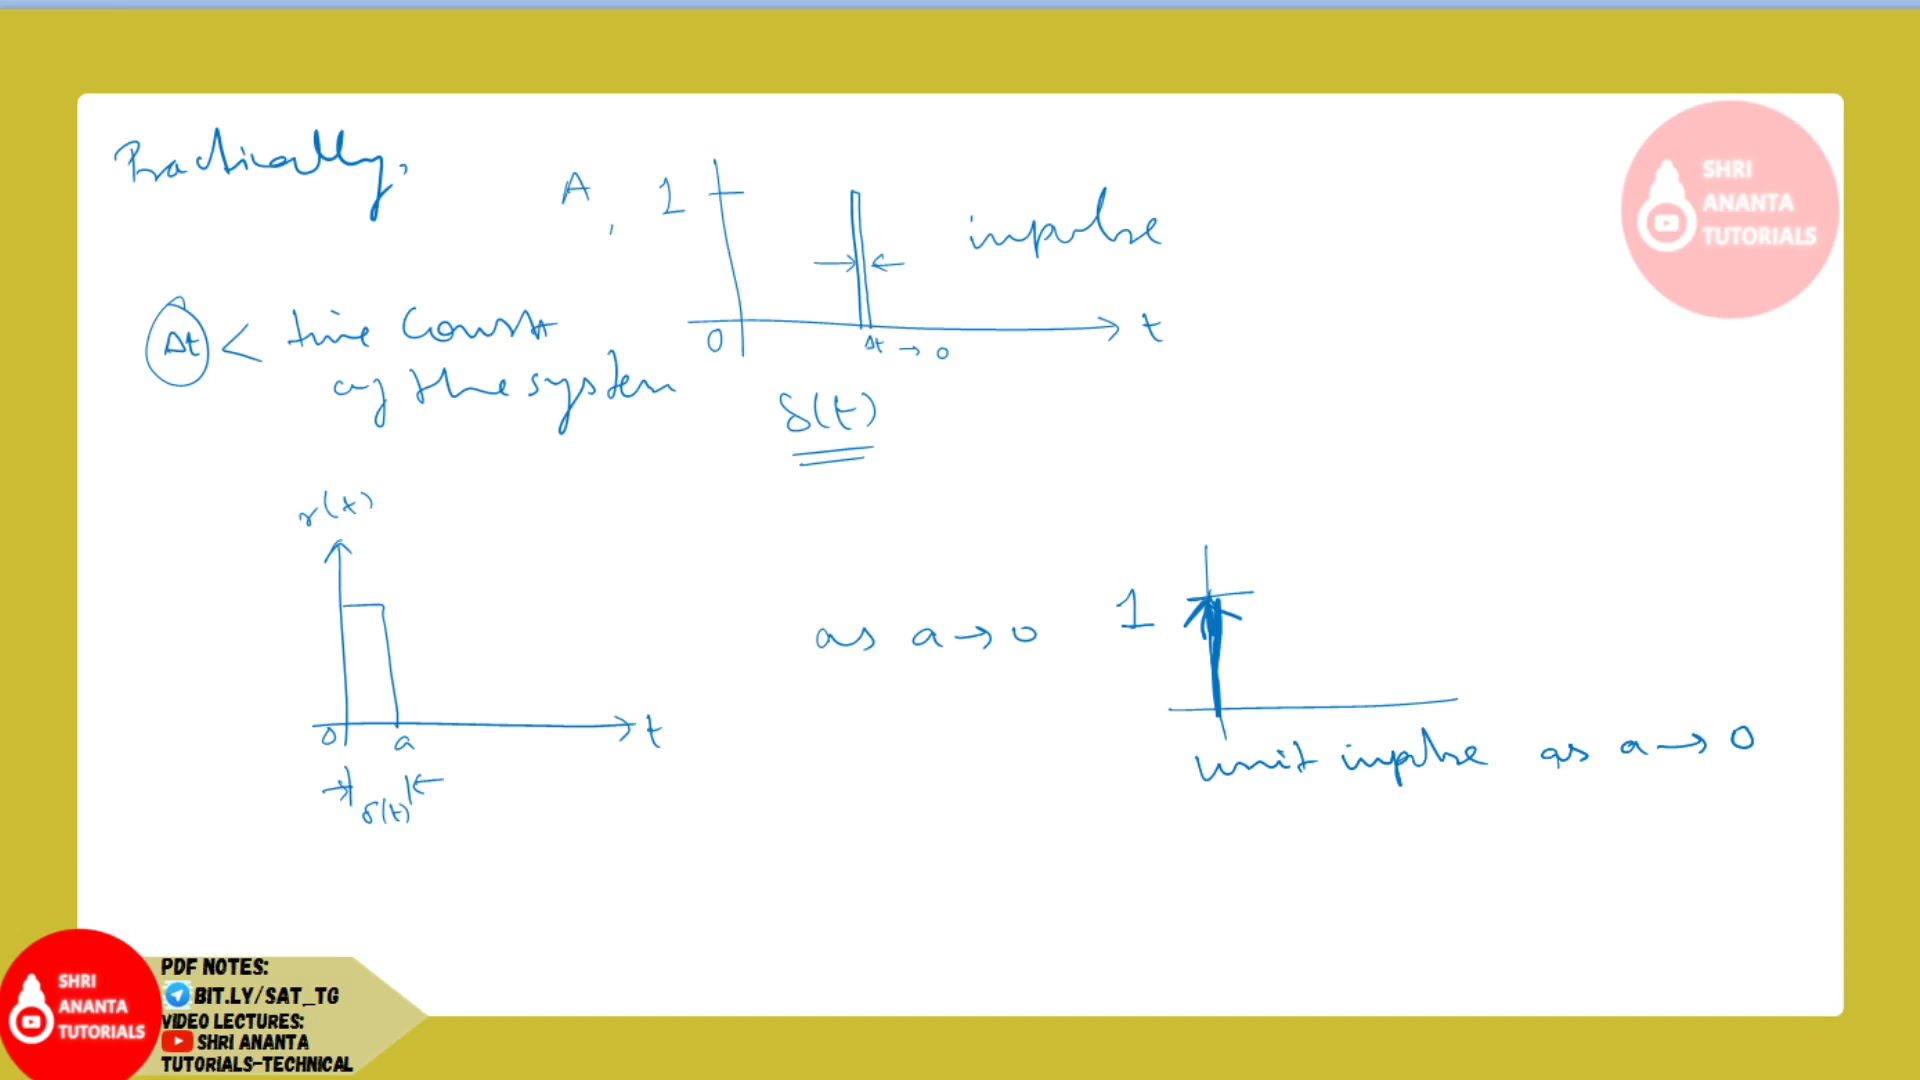 Practically,
A, 1
impulse
Δt < time const
of the system
0
Δt → 0
t
δ(t)
r(t)
0
a
t
δ(t)
as a → 0
1
unit impulse as a → 0
SHRI
ANANTA
TUTORIALS
SHRI
ANANTA
TUTORIALS
PDF NOTES:
BIT.LY/SAT_TG
VIDEO LECTURES:
SHRI ANANTA
TUTORIALS-TECHNICAL